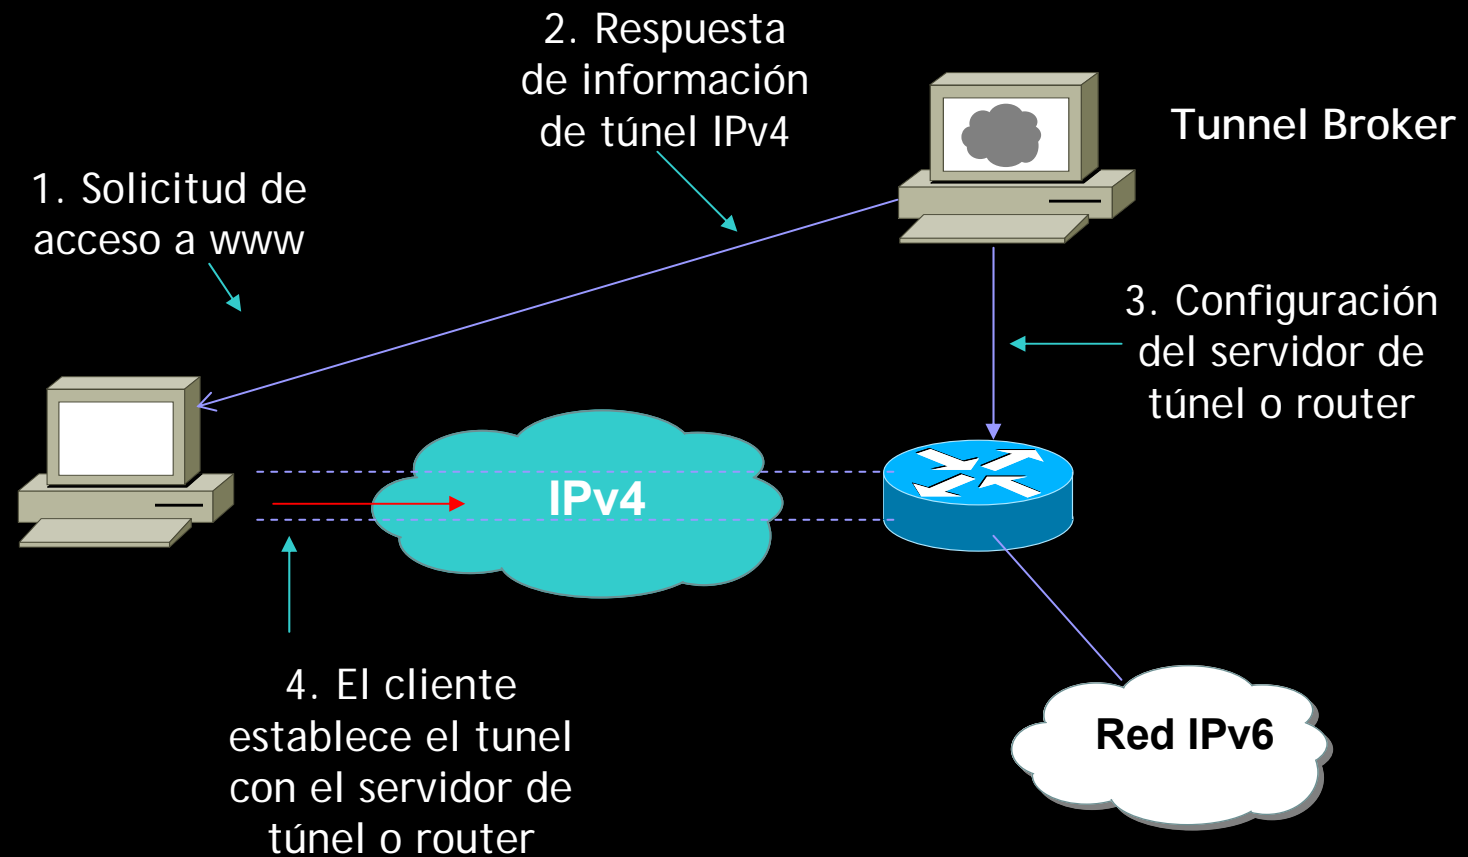 2. Respuesta
de información
de túnel IPv4
Tunnel Broker
1. Solicitud de
acceso a www
3. Configuración
del servidor de
túnel o router
IPv4
4. El cliente
establece el tunel
con el servidor de
túnel o router
Red IPv6